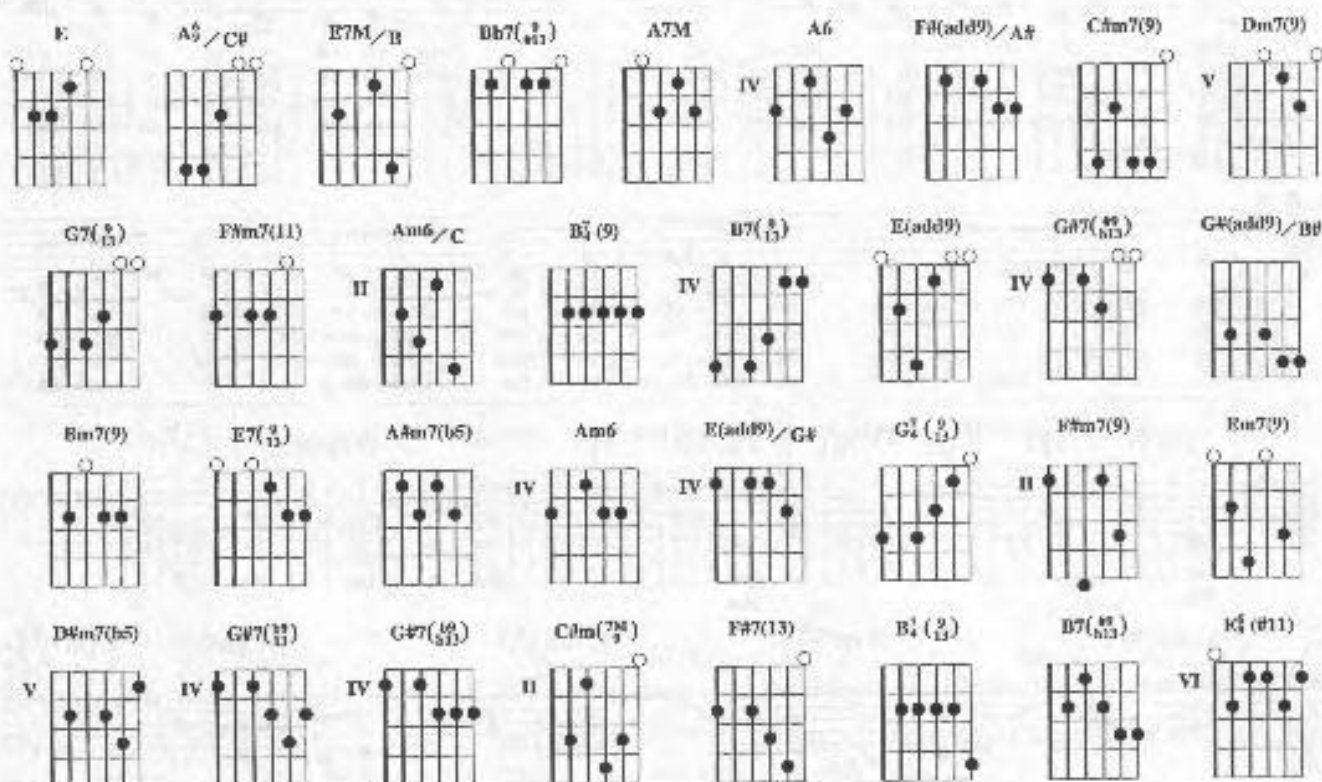 E A6/9/C# E7M/B Bb7(9/#11) A7M A6 F#(add9)/A# C#m7(9) Dm7(9)
IV V
G7(9/13) F#m7(11) Am6/C B7/4(9) B7(9/13) E(add9) G#7(#9/b13) G#(add9)/B#
II IV IV
Bm7(9) E7(9/13) A#m7(b5) Am6 E(add9)/G# G7/4(9/13) F#m7(9) Em7(9)
IV IV II
D#m7(b5) G#7 G#7(b9/b13) C#m(7M/9) F#7(13) B7/4(9/13) B7(#9/b13) E6/9(#11)
V IV IV II VI